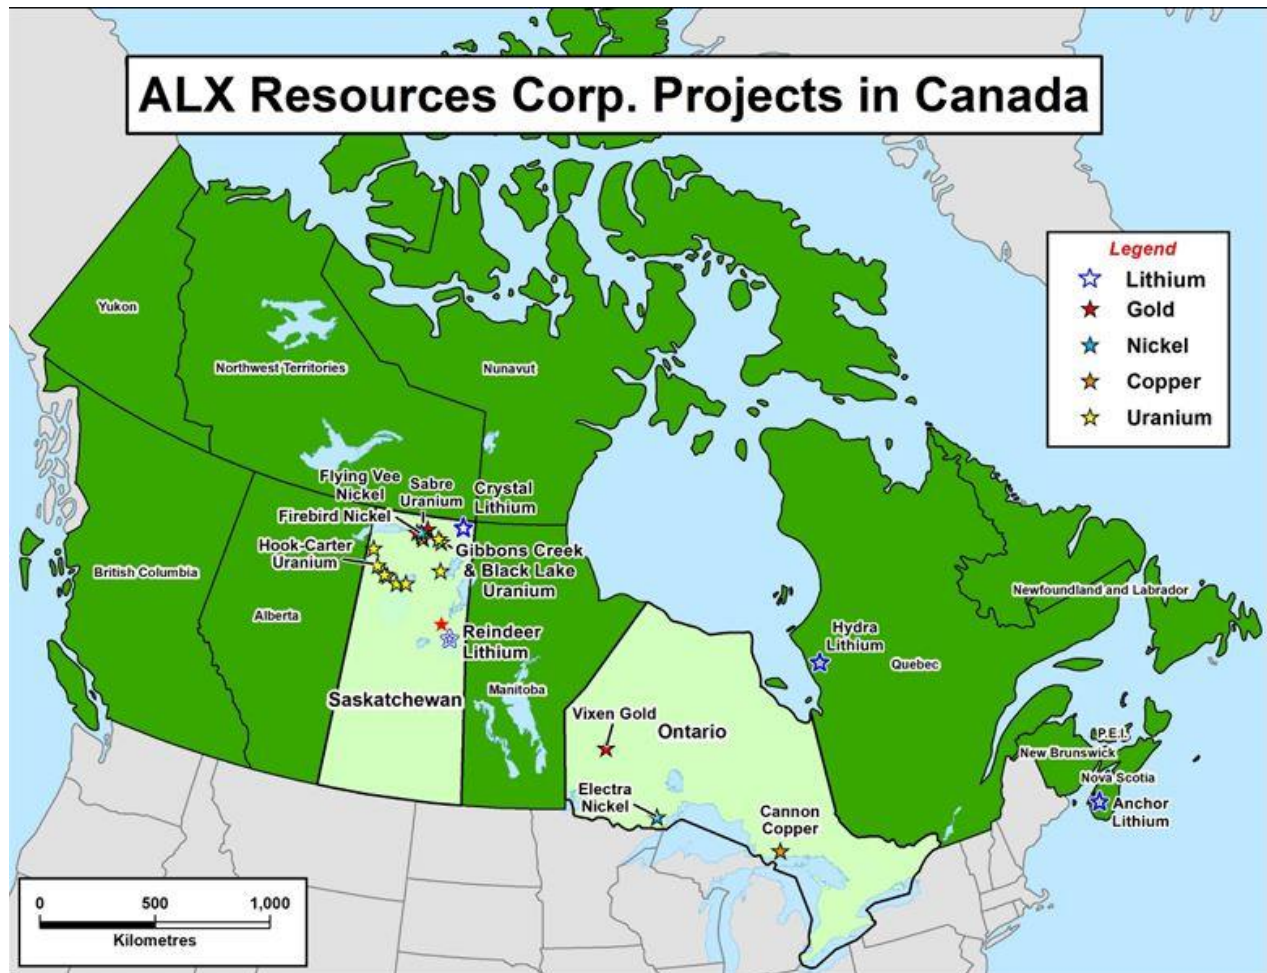 ALX Resources Corp. Projects in Canada
Legend
Lithium
Gold
Nickel
Copper
Uranium
Yukon
Northwest Territories
Nunavut
Flying Vee
Nickel
Sabre
Uranium
Crystal
Lithium
Firebird Nickel
Hook-Carter
Uranium
Gibbons Creek
& Black Lake
Uranium
British Columbia
Alberta
Reindeer
Lithium
Saskatchewan
Manitoba
Newfoundland and Labrador
Hydra
Lithium
Quebec
Vixen Gold
Ontario
P.E.I.
New Brunswick
Nova Scotia
Electra
Nickel
Cannon
Copper
Anchor
Lithium
0 500 1,000
Kilometres